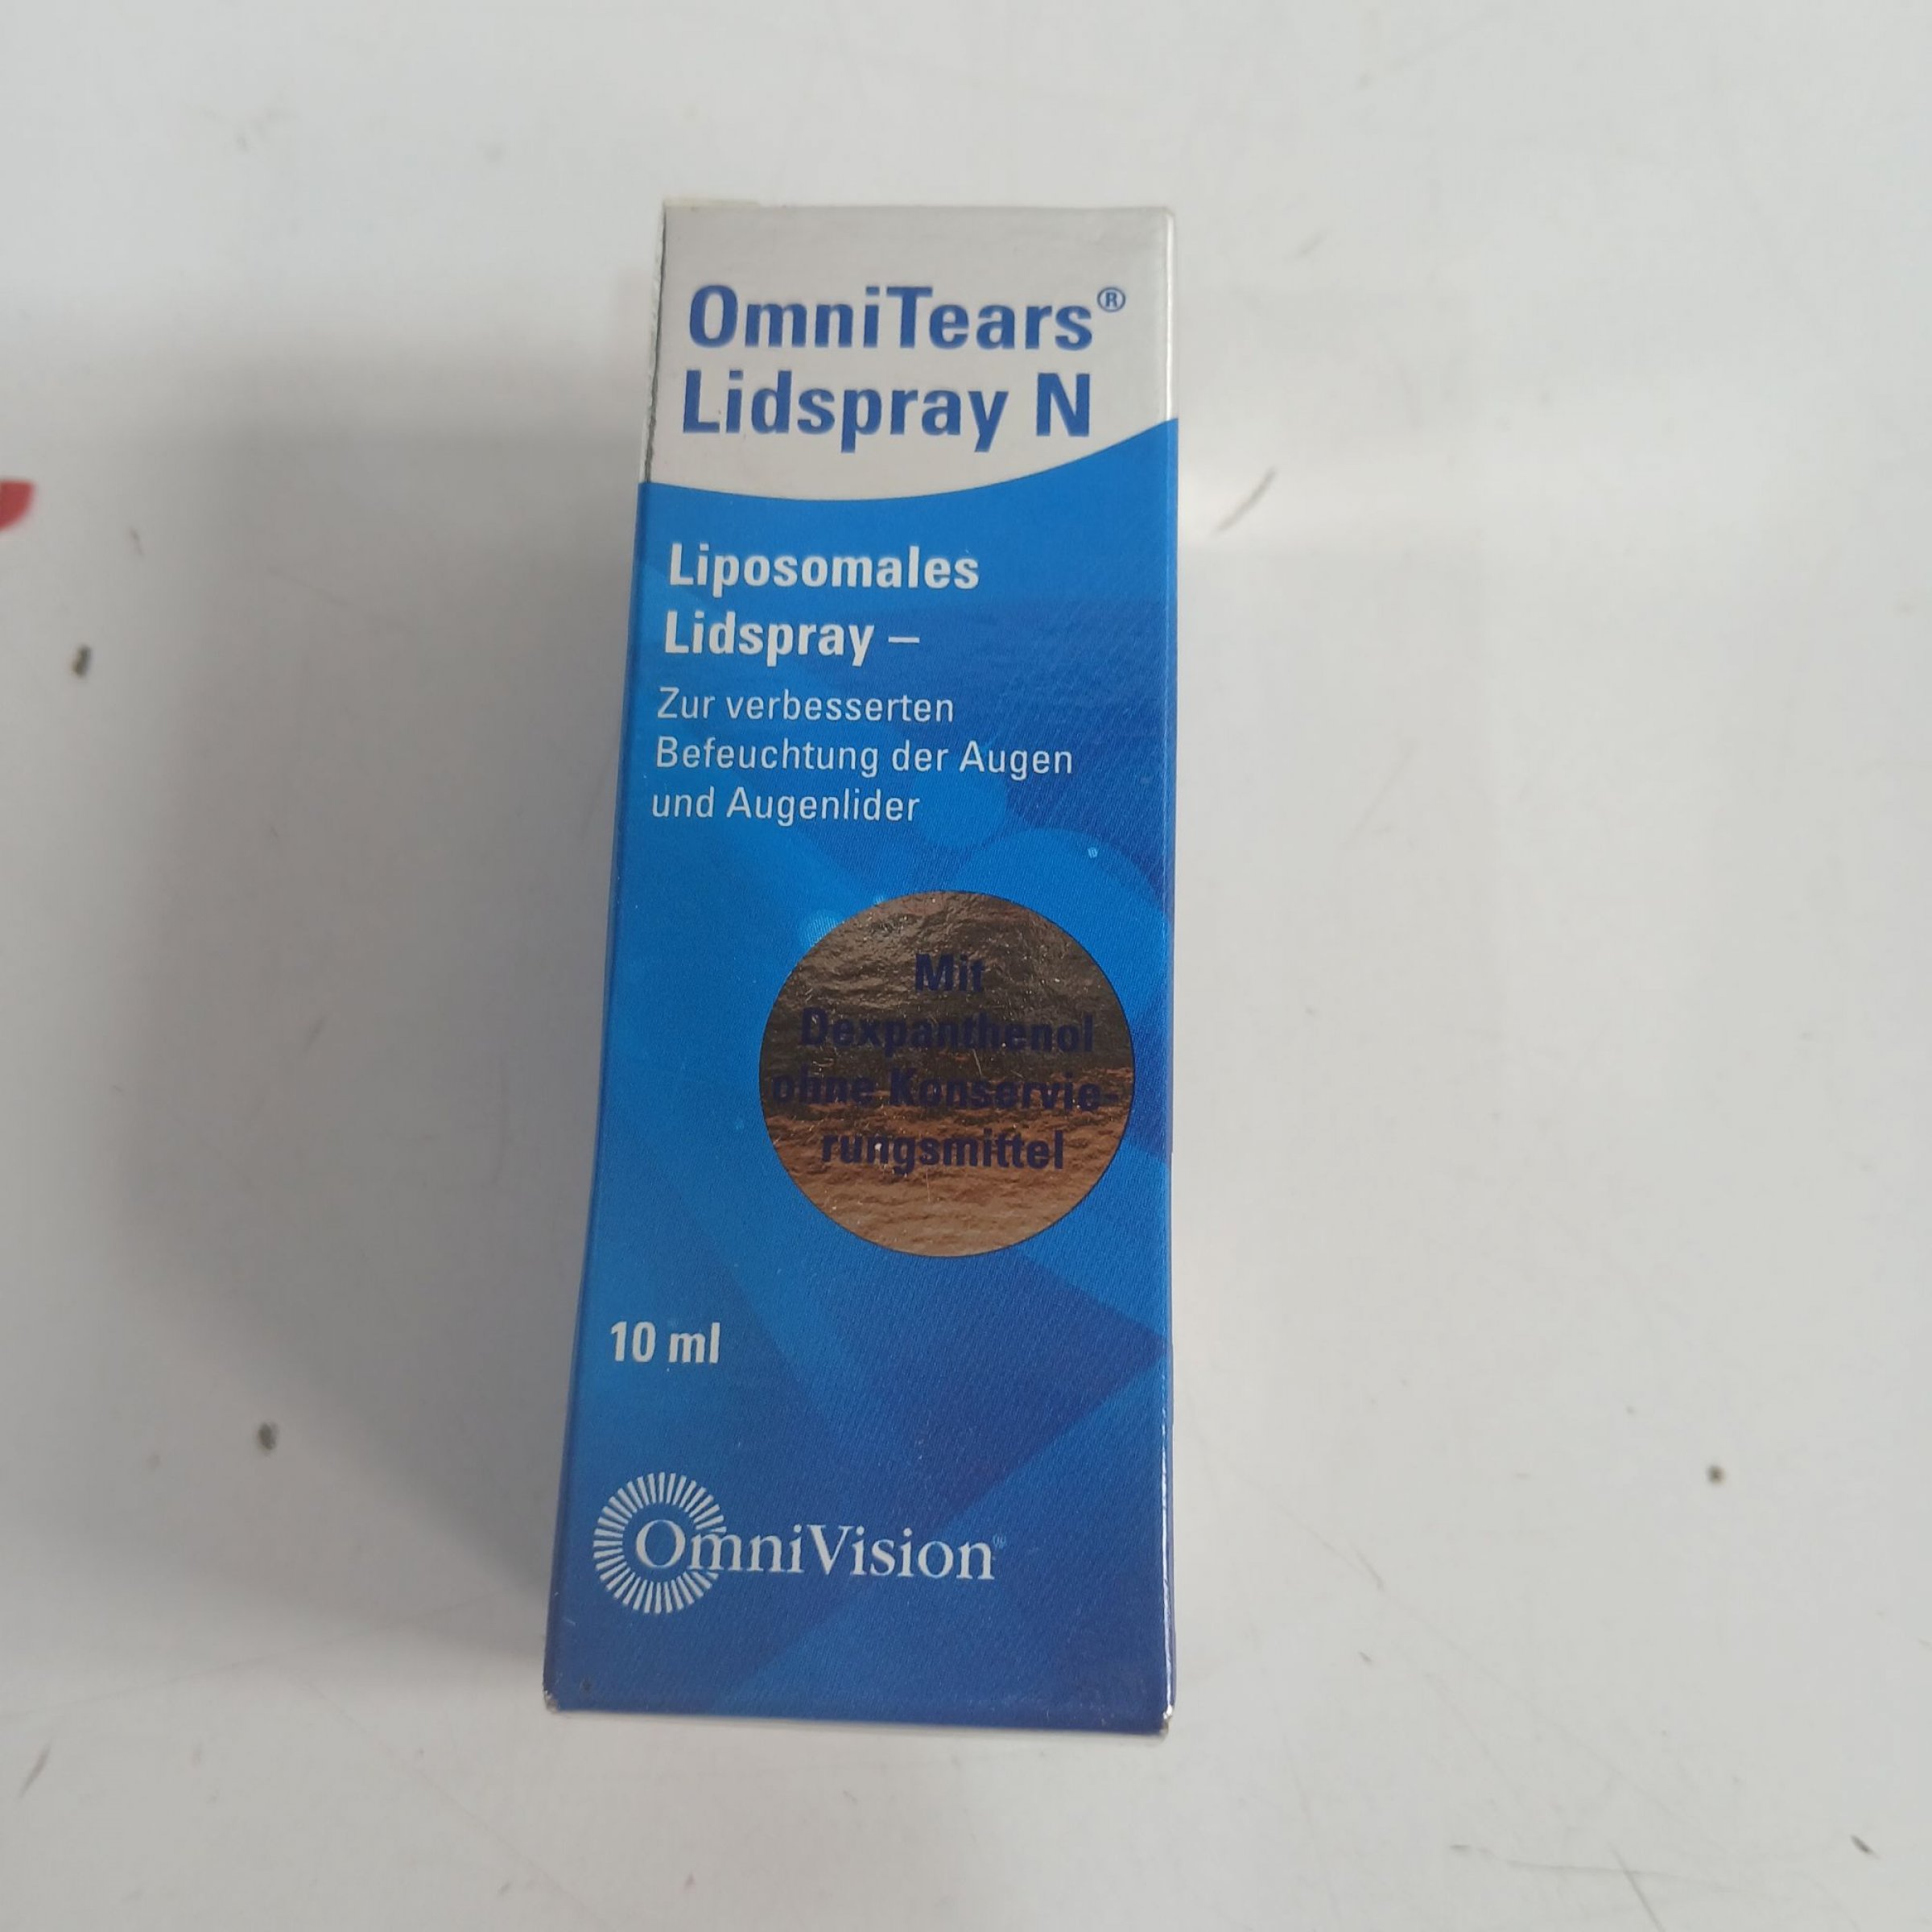 OmniTears®
Lidspray N
Liposomales
Lidspray –
Zur verbesserten
Befeuchtung der Augen
und Augenlider
Mit
Dexpanthenol
ohne Konservie-
rungsmittel
10 ml
OmniVision®